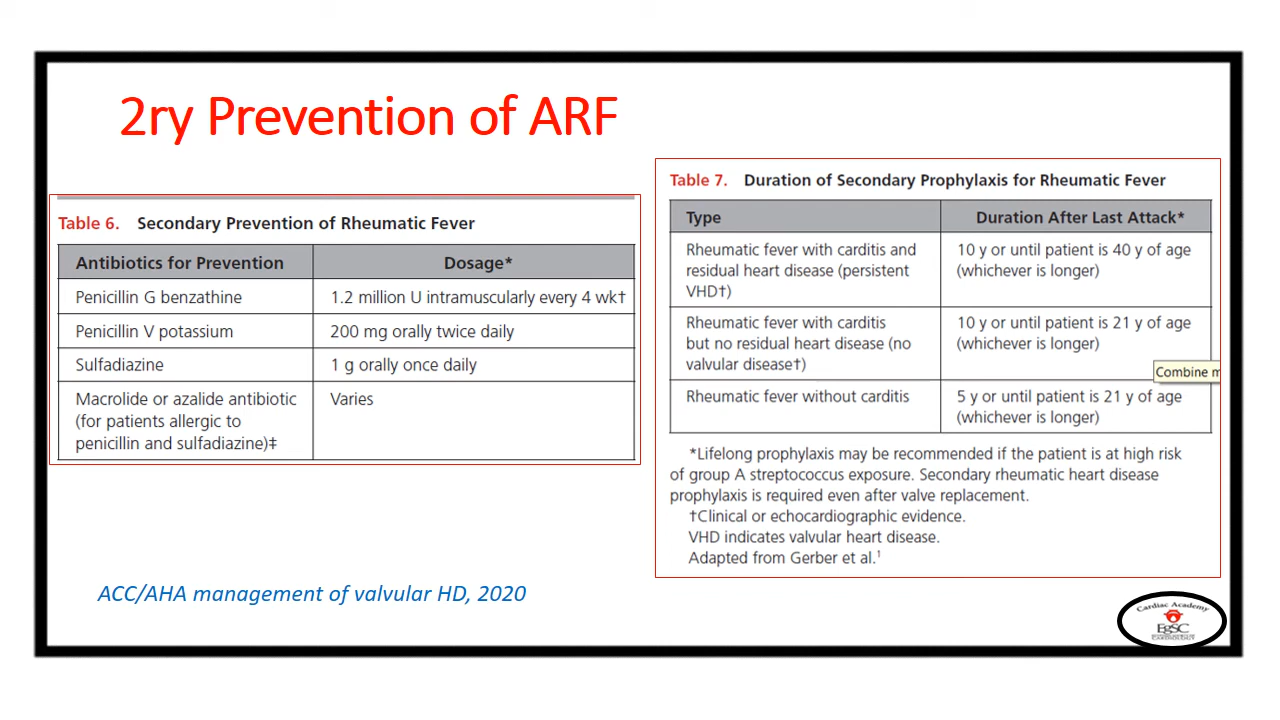 2ry Prevention of ARF
Table 6. Secondary Prevention of Rheumatic Fever
Antibiotics for Prevention Dosage*
Penicillin G benzathine 1.2 million U intramuscularly every 4 wk†
Penicillin V potassium 200 mg orally twice daily
Sulfadiazine 1 g orally once daily
Macrolide or azalide antibiotic Varies
(for patients allergic to
penicillin and sulfadiazine)‡
Table 7. Duration of Secondary Prophylaxis for Rheumatic Fever
Type Duration After Last Attack*
Rheumatic fever with carditis and 10 y or until patient is 40 y of age
residual heart disease (persistent (whichever is longer)
VHD†)
Rheumatic fever with carditis 10 y or until patient is 21 y of age
but no residual heart disease (no (whichever is longer)
valvular disease†)
Combine m
Rheumatic fever without carditis 5 y or until patient is 21 y of age
(whichever is longer)
*Lifelong prophylaxis may be recommended if the patient is at high risk
of group A streptococcus exposure. Secondary rheumatic heart disease
prophylaxis is required even after valve replacement.
†Clinical or echocardiographic evidence.
VHD indicates valvular heart disease.
Adapted from Gerber et al.¹
ACC/AHA management of valvular HD, 2020
Cardiac Academy
EgSC
CARDIOLOGY